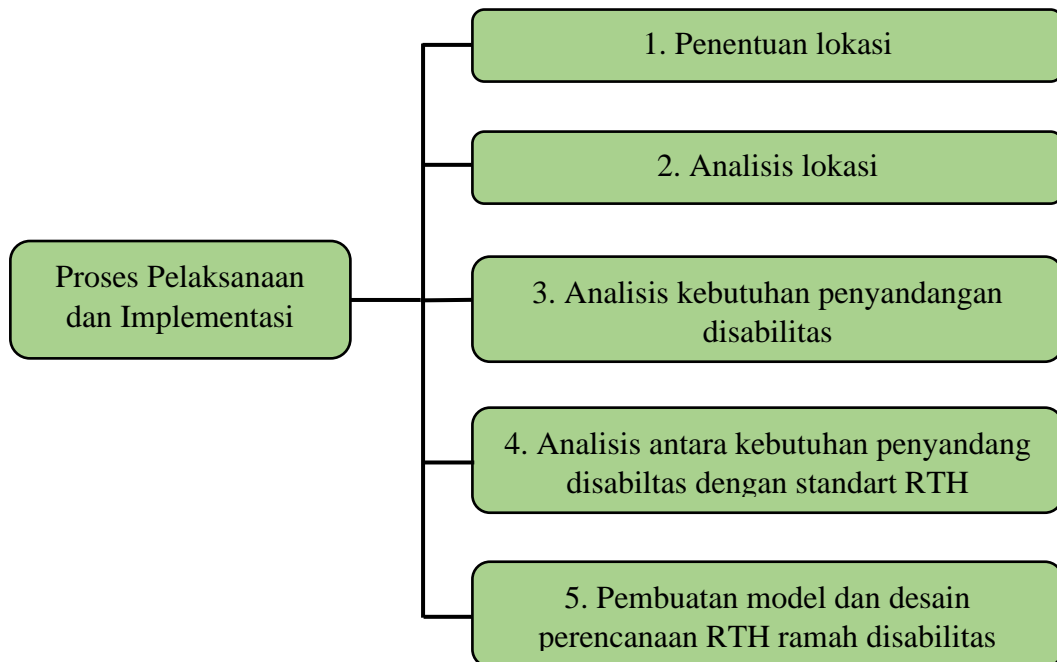 Proses Pelaksanaan
dan Implementasi
1. Penentuan lokasi
2. Analisis lokasi
3. Analisis kebutuhan penyandangan
disabilitas
4. Analisis antara kebutuhan penyandang
disabiltas dengan standart RTH
5. Pembuatan model dan desain
perencanaan RTH ramah disabilitas